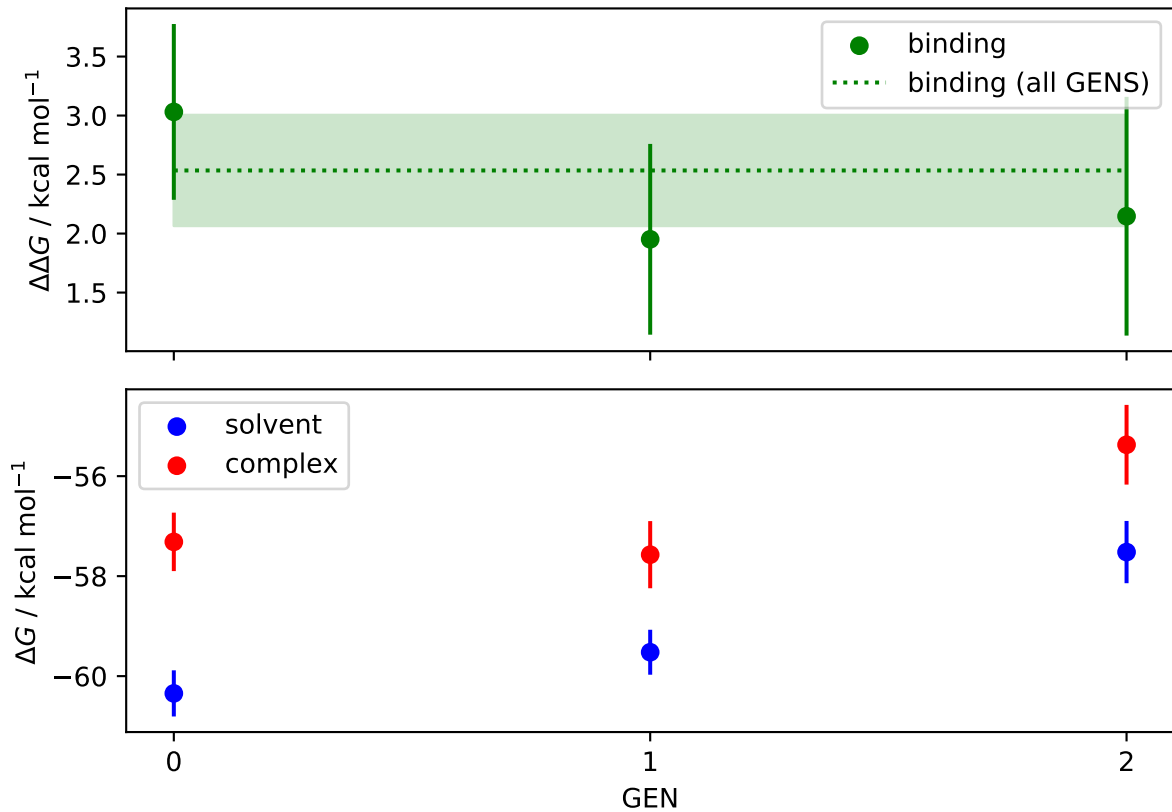 3.5
3.0
2.5
2.0
1.5
ΔΔG / kcal mol⁻¹
binding
binding (all GENS)
−56
−58
−60
ΔG / kcal mol⁻¹
solvent
complex
0
1
2
GEN